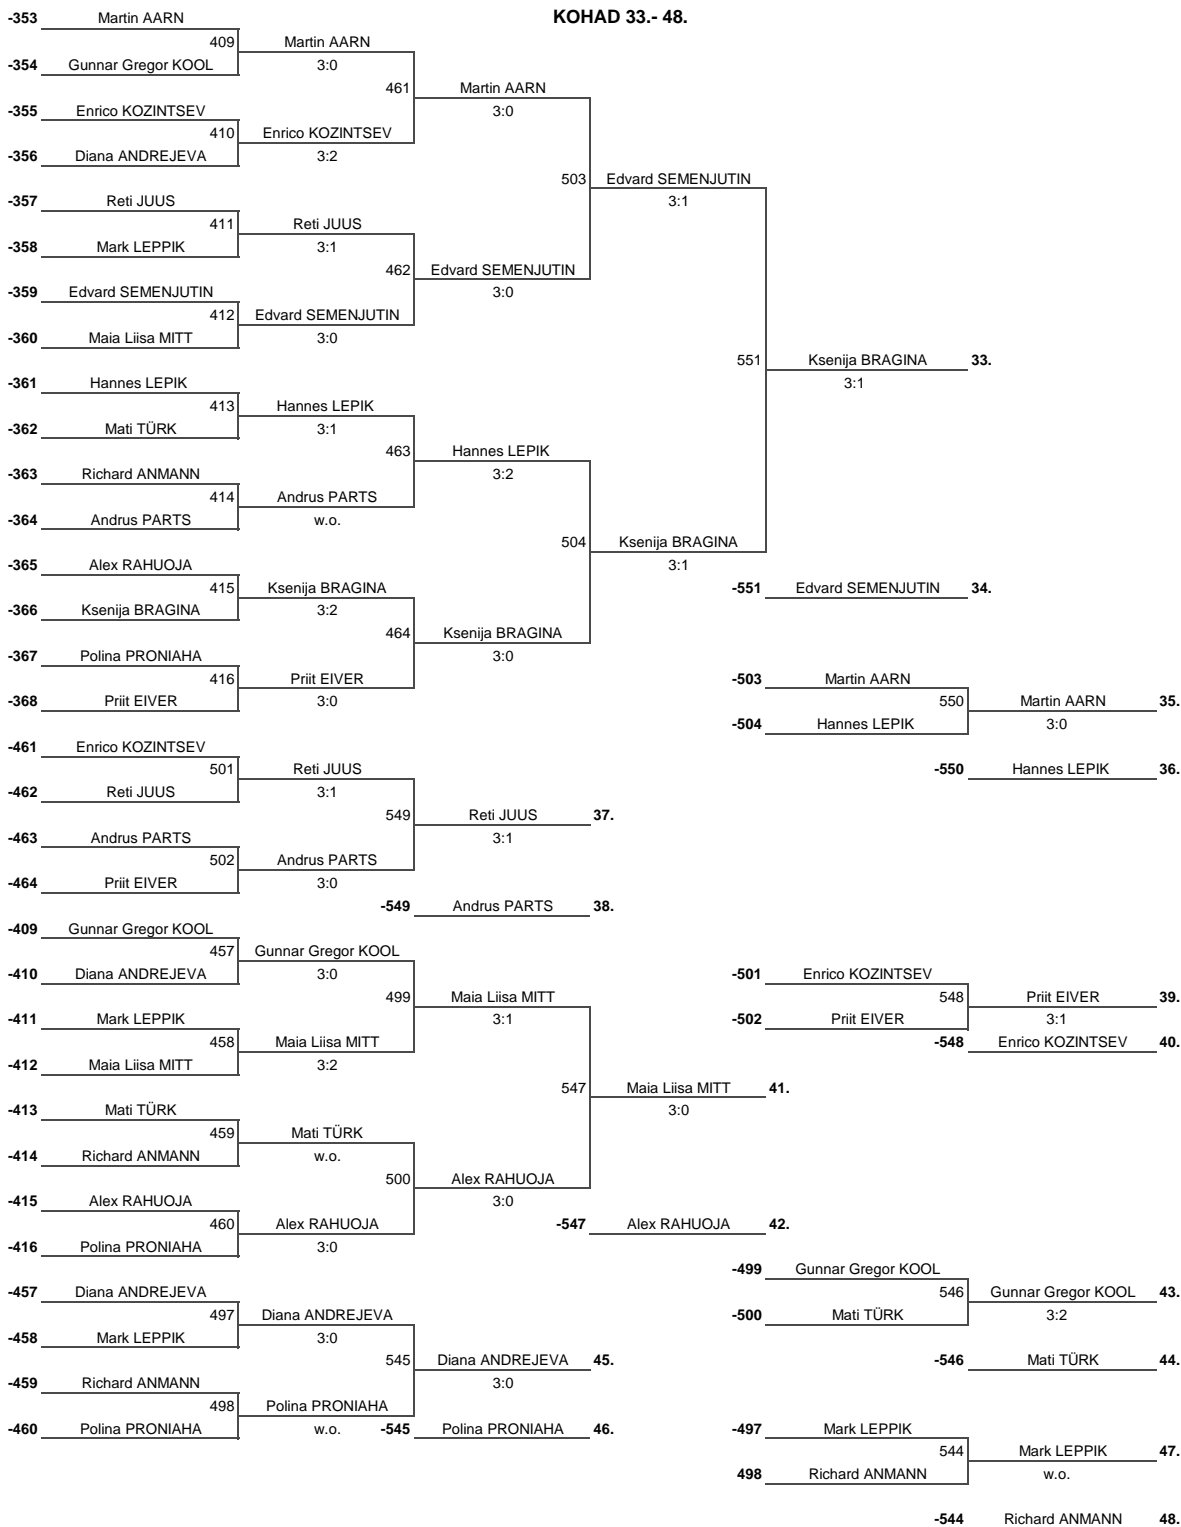 KOHAD 33.- 48.
-353 Martin AARN
409 Martin AARN
-354 Gunnar Gregor KOOL 3:0
461 Martin AARN
-355 Enrico KOZINTSEV 3:0
410 Enrico KOZINTSEV
-356 Diana ANDREJEVA 3:2
503 Edvard SEMENJUTIN
-357 Reti JUUS 3:1
411 Reti JUUS
-358 Mark LEPPIK 3:1
462 Edvard SEMENJUTIN
-359 Edvard SEMENJUTIN 3:0
412 Edvard SEMENJUTIN
-360 Maia Liisa MITT 3:0
551 Ksenija BRAGINA 33.
-361 Hannes LEPIK 3:1
413 Hannes LEPIK
-362 Mati TÜRK 3:1
463 Hannes LEPIK
-363 Richard ANMANN 3:2
414 Andrus PARTS
-364 Andrus PARTS w.o.
504 Ksenija BRAGINA
-365 Alex RAHUOJA 3:1
415 Ksenija BRAGINA -551 Edvard SEMENJUTIN 34.
-366 Ksenija BRAGINA 3:2
464 Ksenija BRAGINA
-367 Polina PRONIAHA 3:0
416 Priit EIVER -503 Martin AARN
-368 Priit EIVER 3:0 550 Martin AARN 35.
-504 Hannes LEPIK 3:0
-461 Enrico KOZINTSEV
501 Reti JUUS -550 Hannes LEPIK 36.
-462 Reti JUUS 3:1
549 Reti JUUS 37.
-463 Andrus PARTS 3:1
502 Andrus PARTS
-464 Priit EIVER 3:0
-549 Andrus PARTS 38.
-409 Gunnar Gregor KOOL
457 Gunnar Gregor KOOL
-410 Diana ANDREJEVA 3:0 -501 Enrico KOZINTSEV
499 Maia Liisa MITT 548 Priit EIVER 39.
-411 Mark LEPPIK 3:1 -502 Priit EIVER 3:1
458 Maia Liisa MITT -548 Enrico KOZINTSEV 40.
-412 Maia Liisa MITT 3:2
547 Maia Liisa MITT 41.
-413 Mati TÜRK 3:0
459 Mati TÜRK
-414 Richard ANMANN w.o.
500 Alex RAHUOJA
-415 Alex RAHUOJA 3:0
460 Alex RAHUOJA -547 Alex RAHUOJA 42.
-416 Polina PRONIAHA 3:0
-499 Gunnar Gregor KOOL
-457 Diana ANDREJEVA 546 Gunnar Gregor KOOL 43.
497 Diana ANDREJEVA -500 Mati TÜRK 3:2
-458 Mark LEPPIK 3:0
545 Diana ANDREJEVA 45. -546 Mati TÜRK 44.
-459 Richard ANMANN 3:0
498 Polina PRONIAHA
-460 Polina PRONIAHA w.o. -545 Polina PRONIAHA 46. -497 Mark LEPPIK
544 Mark LEPPIK 47.
498 Richard ANMANN w.o.
-544 Richard ANMANN 48.